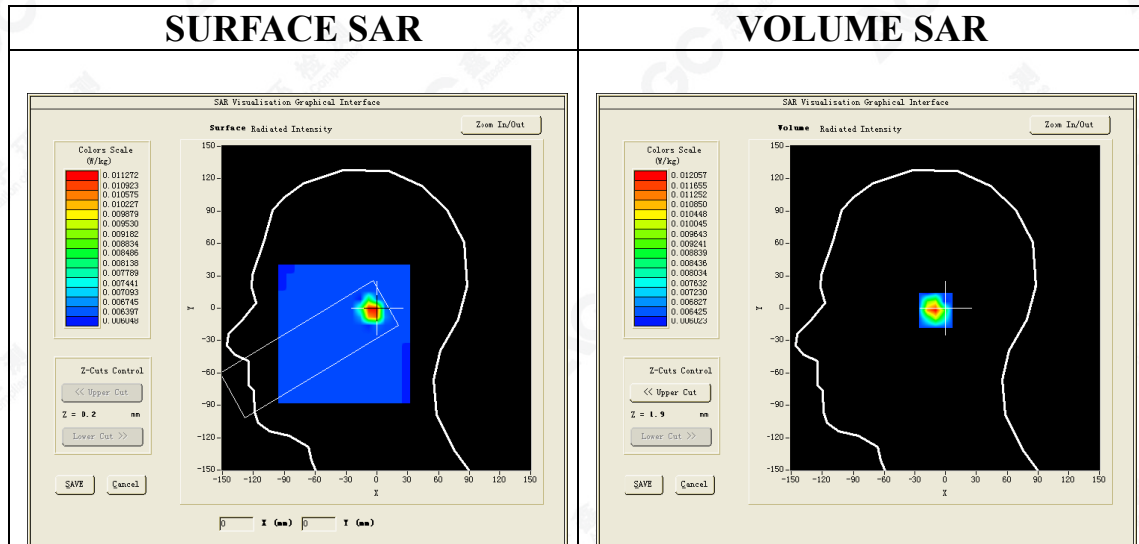 SURFACE SAR
VOLUME SAR
SAR Visualisation Graphical Interface
Surface Radiated Intensity
Zoom In/Out
Colors Scale
(W/kg)
0.011272
0.010923
0.010575
0.010227
0.009879
0.009530
0.009182
0.008834
0.008486
0.008138
0.007789
0.007441
0.007093
0.006745
0.006397
0.006048
150
120
90
60
30
0
-30
-60
-90
-120
-150
Y
-150 -120 -90 -60 -30 0 30 60 90 120 150
X
Z-Cuts Control
<< Upper Cut
Z = 0.2 mm
Lower Cut >>
SAVE
Cancel
0 X (mm) 0 Y (mm)
SAR Visualisation Graphical Interface
Volume Radiated Intensity
Zoom In/Out
Colors Scale
(W/kg)
0.012057
0.011655
0.011252
0.010850
0.010448
0.010045
0.009643
0.009241
0.008839
0.008436
0.008034
0.007632
0.007230
0.006827
0.006425
0.006023
150
120
90
60
30
0
-30
-60
-90
-120
-150
Y
-150 -120 -90 -60 -30 0 30 60 90 120 150
X
Z-Cuts Control
<< Upper Cut
Z = 1.9 mm
Lower Cut >>
SAVE
Cancel